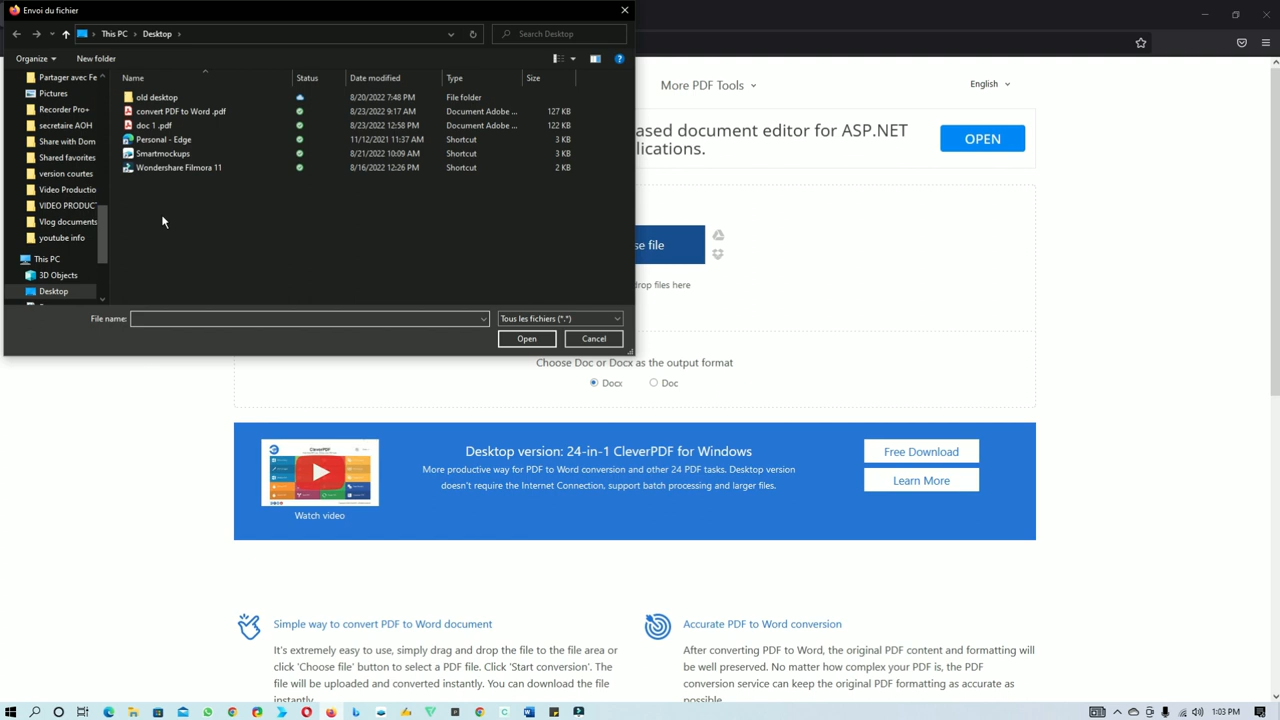 Envoi du fichier
This PC
Desktop
Search Desktop
Organize
New folder
Partager avec Fe
Pictures
Recorder Pro+
secretaire AOH
Share with Dom
Shared favorites
version courtes
Video Productio
VIDEO PRODUC
Vlog documents
youtube info
This PC
3D Objects
Desktop
Name Status Date modified Type Size
old desktop 8/20/2022 7:48 PM File folder
convert PDF to Word .pdf 8/23/2022 9:17 AM Document Adobe ... 127 KB
doc 1 .pdf 8/23/2022 12:58 PM Document Adobe ... 122 KB
Personal - Edge 11/12/2021 11:37 AM Shortcut 3 KB
Smartmockups 8/21/2022 10:09 AM Shortcut 3 KB
Wondershare Filmora 11 8/16/2022 12:26 PM Shortcut 2 KB
File name:
Tous les fichiers (*.*)
Open
Cancel
More PDF Tools
English
ased document editor for ASP.NET
lications.
OPEN
se file
drop files here
Choose Doc or Docx as the output format
Docx Doc
CleverPDF
Watch video
Desktop version: 24-in-1 CleverPDF for Windows
More productive way for PDF to Word conversion and other 24 PDF tasks. Desktop version
doesn't require the Internet Connection, support batch processing and larger files.
Free Download
Learn More
Simple way to convert PDF to Word document
It's extremely easy to use, simply drag and drop the file to the file area or
click 'Choose file' button to select a PDF file. Click 'Start conversion'. The
file will be uploaded and converted instantly. You can download the file
instantly.
Accurate PDF to Word conversion
After converting PDF to Word, the original PDF content and formatting will
be well preserved. No matter how complex your PDF is, the PDF
conversion service can keep the original PDF formatting as accurate as
possible.
1:03 PM